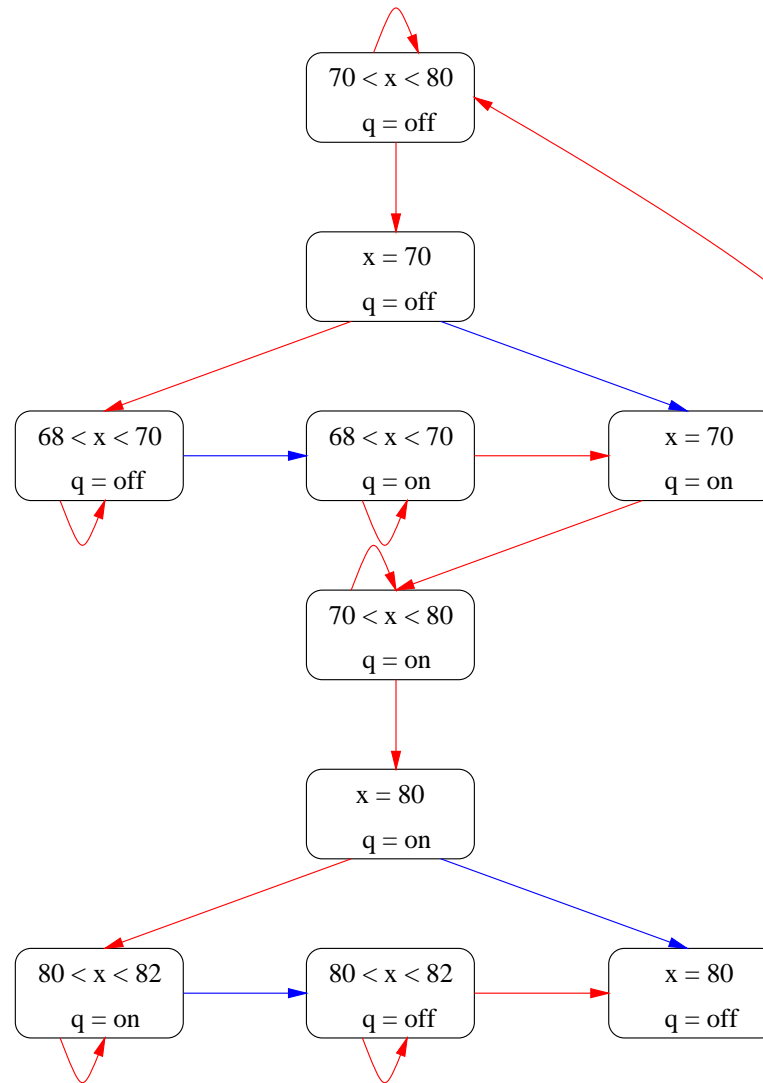 70 < x < 80
q = off
x = 70
q = off
68 < x < 70
q = off
68 < x < 70
q = on
x = 70
q = on
70 < x < 80
q = on
x = 80
q = on
80 < x < 82
q = on
80 < x < 82
q = off
x = 80
q = off